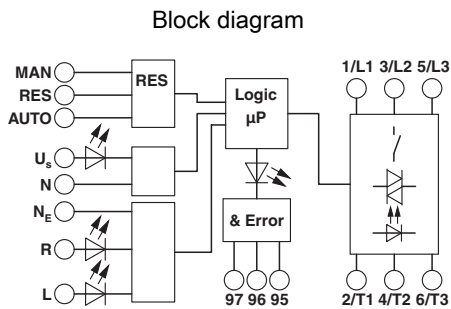 Block diagram
1/L1 3/L2 5/L3
MAN
RES
AUTO
RES
Logic
µP
Us
N
NE
R
L
& Error
97 96 95
2/T1 4/T2 6/T3